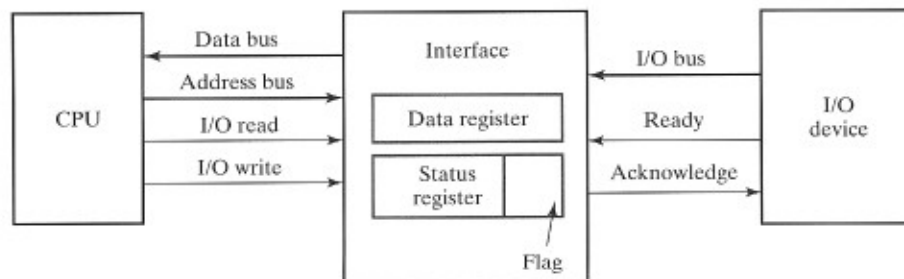 Data bus
Interface
I/O bus
Address bus
CPU
Data register
I/O
device
I/O read
Ready
I/O write
Status
register
Acknowledge
Flag